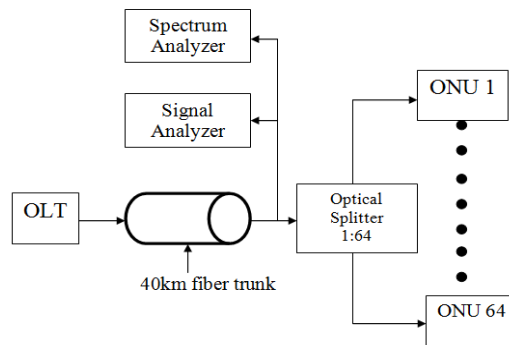 Spectrum
Analyzer
Signal
Analyzer
ONU 1
OLT
Optical
Splitter
1:64
40km fiber trunk
ONU 64